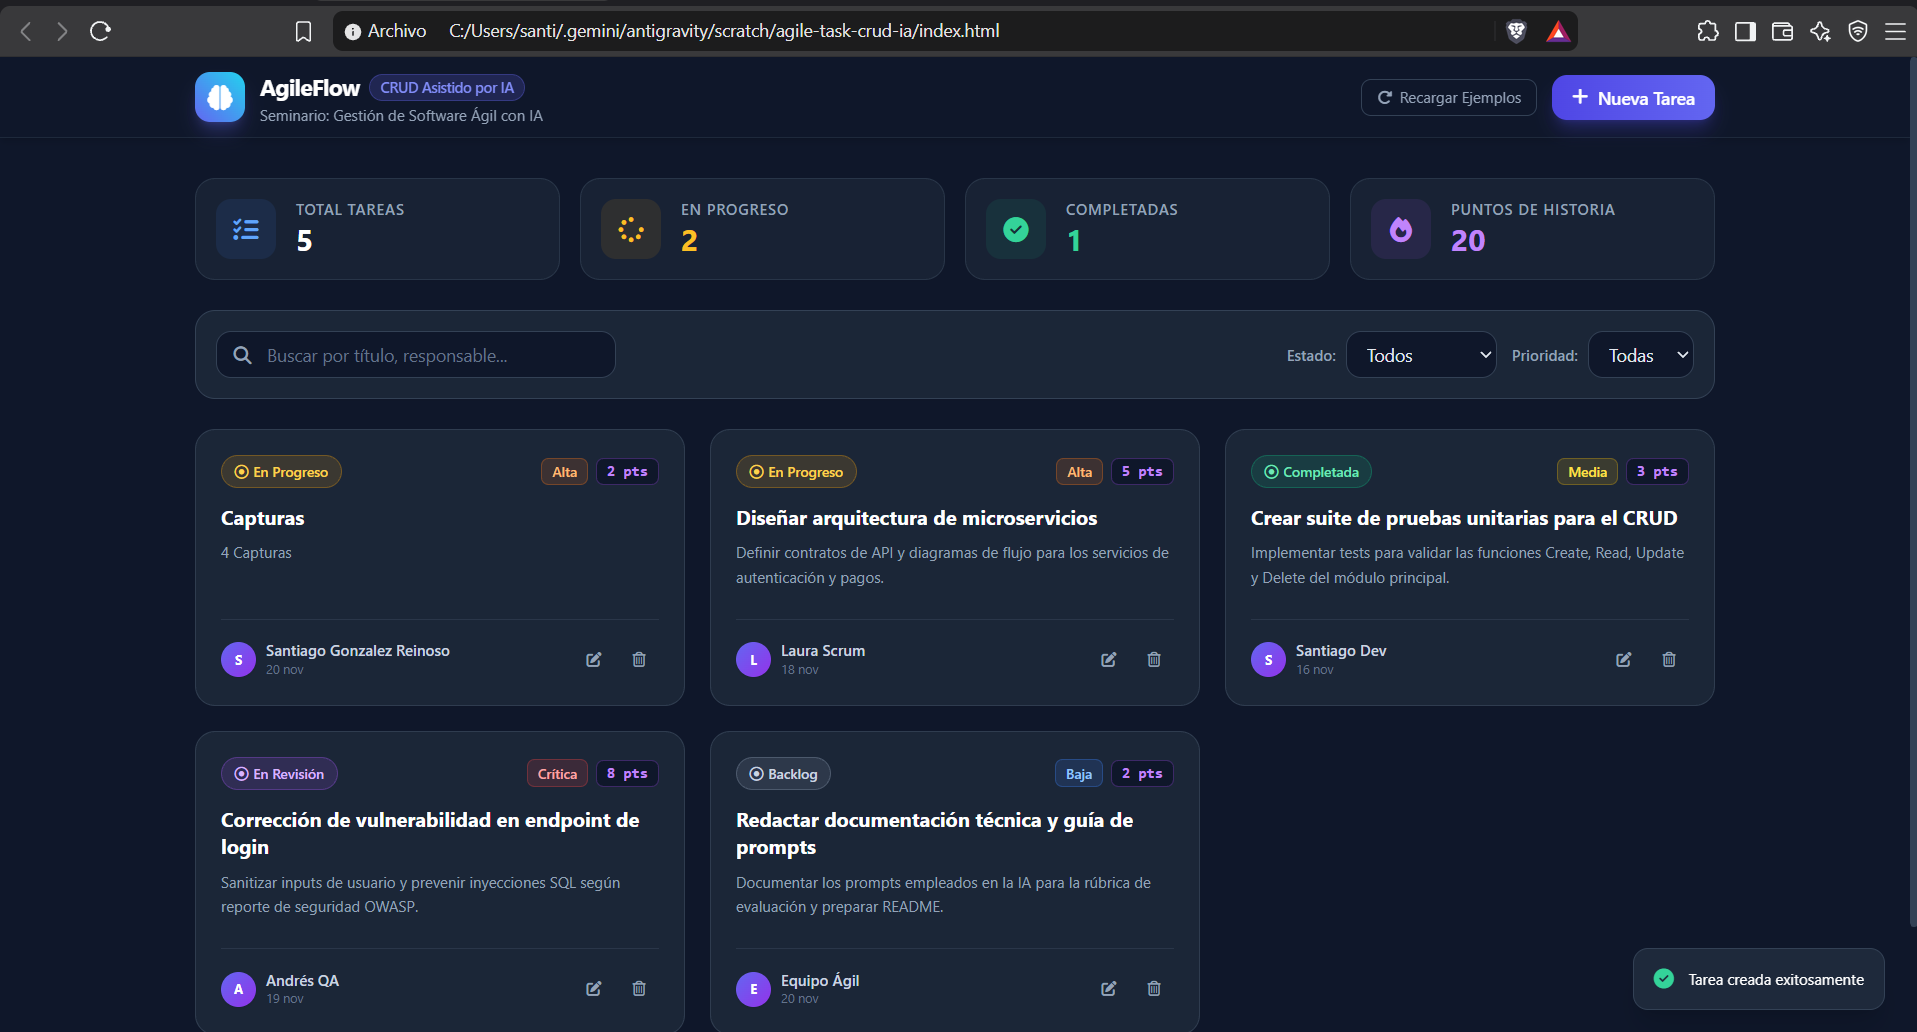 Archivo C:/Users/santi/.gemini/antigravity/scratch/agile-task-crud-ia/index.html
AgileFlow CRUD Asistido por IA
Seminario: Gestión de Software Ágil con IA
Recargar Ejemplos
+ Nueva Tarea
TOTAL TAREAS
5
EN PROGRESO
2
COMPLETADAS
1
PUNTOS DE HISTORIA
20
Buscar por título, responsable...
Estado: Todos
Prioridad: Todas
En Progreso Alta 2 pts
Capturas
4 Capturas
S Santiago Gonzalez Reinoso
20 nov
En Progreso Alta 5 pts
Diseñar arquitectura de microservicios
Definir contratos de API y diagramas de flujo para los servicios de
autenticación y pagos.
L Laura Scrum
18 nov
Completada Media 3 pts
Crear suite de pruebas unitarias para el CRUD
Implementar tests para validar las funciones Create, Read, Update
y Delete del módulo principal.
S Santiago Dev
16 nov
En Revisión Crítica 8 pts
Corrección de vulnerabilidad en endpoint de
login
Sanitizar inputs de usuario y prevenir inyecciones SQL según
reporte de seguridad OWASP.
A Andrés QA
19 nov
Backlog Baja 2 pts
Redactar documentación técnica y guía de
prompts
Documentar los prompts empleados en la IA para la rúbrica de
evaluación y preparar README.
E Equipo Ágil
20 nov
Tarea creada exitosamente